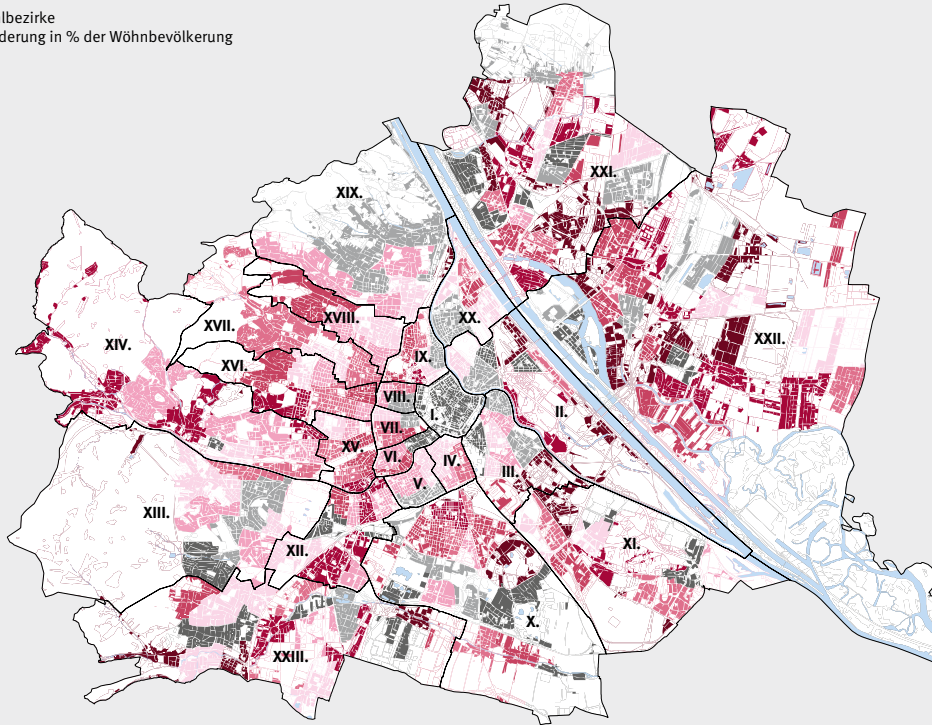 lbezirke
derung in % der Wöhnbevölkerung
XXI.
XIX.
XX.
XVIII.
XVII.
XIV.
XVI.
IX.
XXII.
VIII.
I.
II.
VII.
XV.
VI.
IV.
III.
V.
XIII.
XII.
XI.
X.
XXIII.